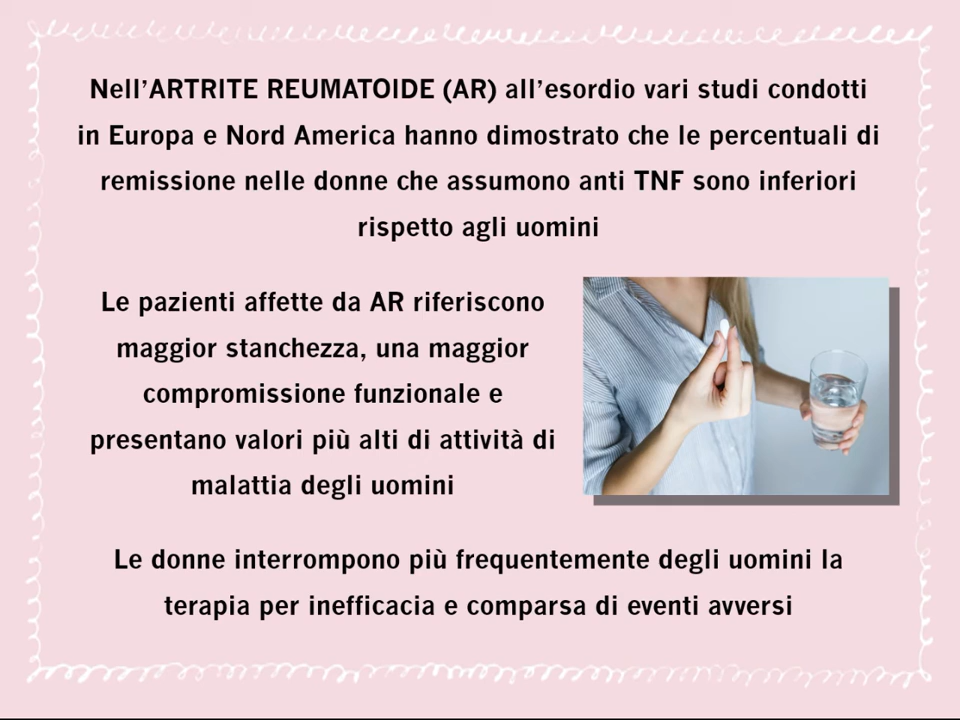 Nell’ARTRITE REUMATOIDE (AR) all’esordio vari studi condotti
in Europa e Nord America hanno dimostrato che le percentuali di
remissione nelle donne che assumono anti TNF sono inferiori
rispetto agli uomini
Le pazienti affette da AR riferiscono
maggior stanchezza, una maggior
compromissione funzionale e
presentano valori più alti di attività di
malattia degli uomini
Le donne interrompono più frequentemente degli uomini la
terapia per inefficacia e comparsa di eventi avversi